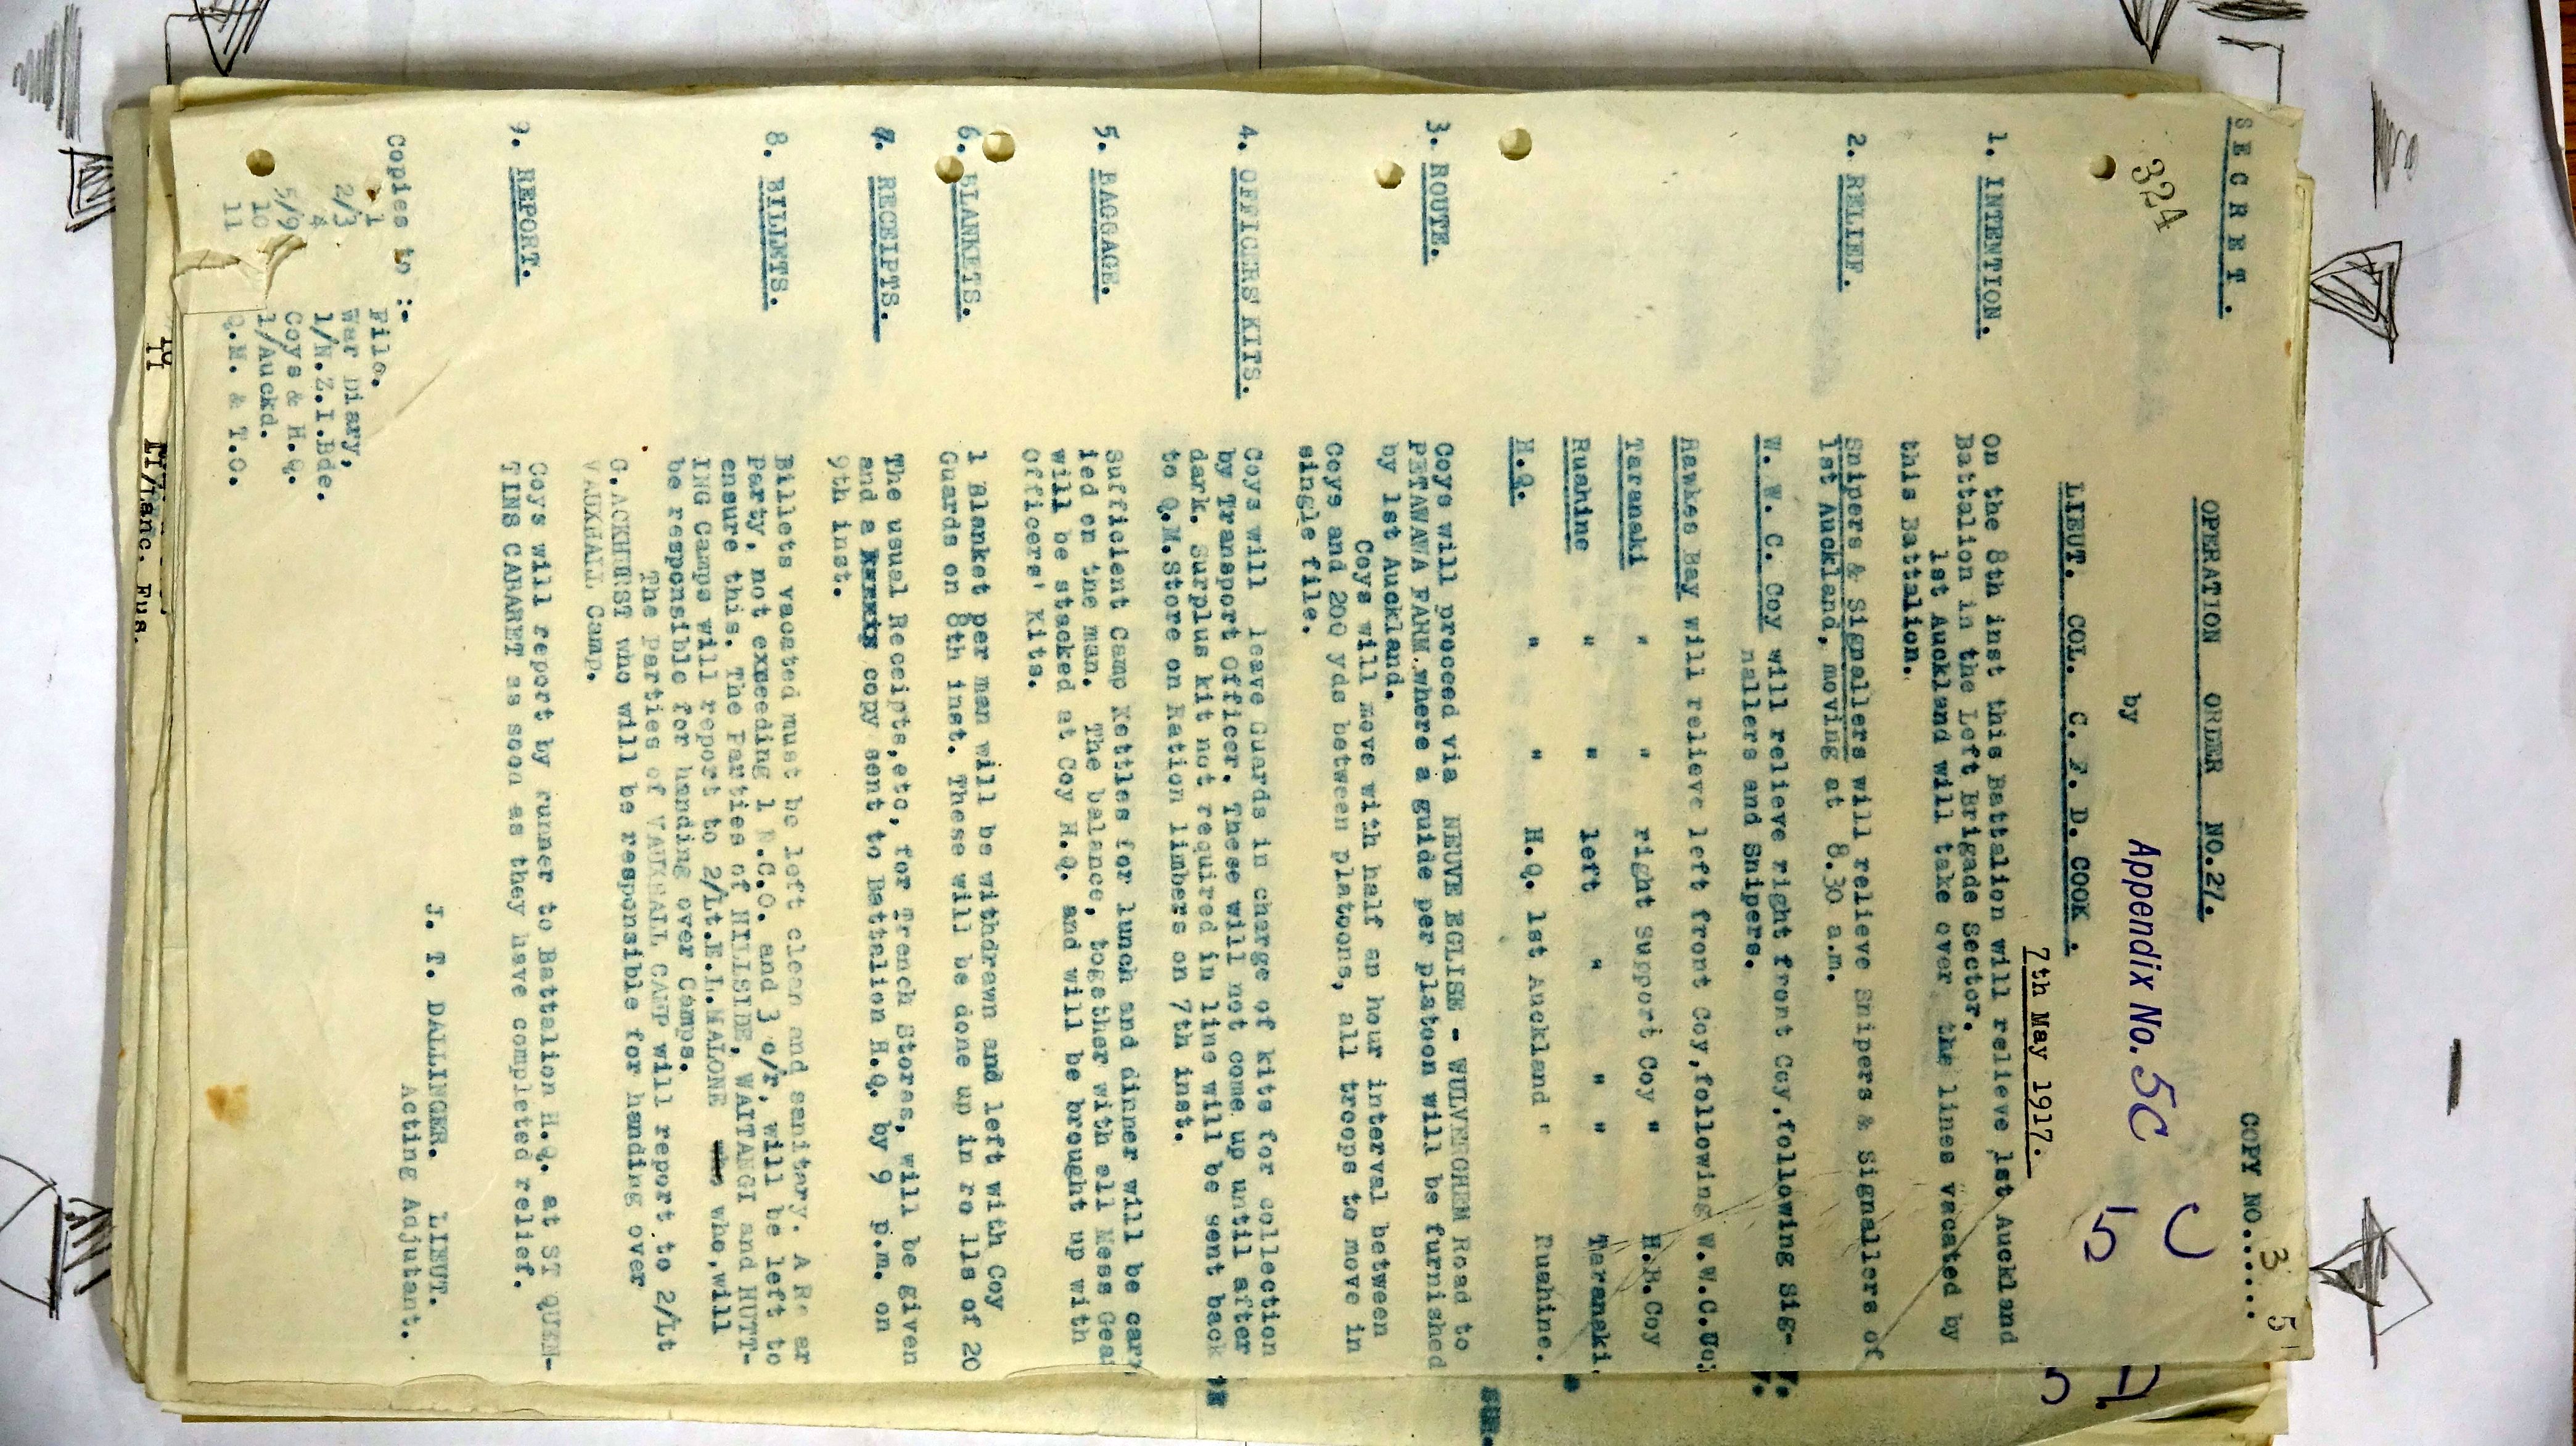 SECRET.
COPY NO. 3
5
324
5 C
OPERATION ORDER NO.27.
by
Appendix No. 5C
LIEUT. COL. C. F. D. COOK.
7th May 1917.
1. INTENTION.
On the 8th inst this Battalion will relieve 1st Auckland
Battalion in the Left Brigade Sector.
1st Auckland will take over the lines vacated by
this Battalion.
2. RELIEF.
Snipers & Signallers will relieve Snipers & Signallers of
1st Auckland, moving at 8.30 a.m.
W. W. C. Coy will relieve right front Coy, following Sig-
nallers and Snipers.
Hawkes Bay will relieve left front Coy, following W.W.C.Coy
Taranaki " " right Support Coy " H.B.Coy
Ruahine " " left " " " Taranaki.
H.Q. " " H.Q. 1st Auckland " Ruahine.
3. ROUTE.
Coys will proceed via NEUVE EGLISE - WULVERGHEM Road to
PETAWAWA FARM where a guide per platoon will be furnished
by 1st Auckland.
Coys will move with half an hour interval between
Coys and 200 yds between platoons, all troops to move in
single file.
4. OFFICERS' KITS.
Coys will leave Guards in charge of kits for collection
by Transport Officer. These will not come up until after
dark. Surplus kit not required in line will be sent back
to Q.M.Store on Ration limbers on 7th inst.
5. BAGGAGE.
Sufficient Camp Kettles for lunch and dinner will be carr
ied on the man. The balance, together with all Mess Gear
will be stacked at Coy H.Q. and will be brought up with
Officers' Kits.
6. BLANKETS.
1 Blanket per man will be withdrawn and left with Coy
Guards on 8th inst. These will be done up in ro lls of 20
7. RECEIPTS.
The usual Receipts, etc, for Trench Stores, will be given
and a copy sent to Battalion H.Q. by 9 p.m. on
9th inst.
8. BILLETS.
Billets vacated must be left clean and sanitary. A Re ar
Party, not exceeding 1 N.C.O. and 3 o/r, will be left to
ensure this. The Parties of HILLSIDE, WAITANGI and HUTT-
ING Camps will report to 2/Lt.E.L.MALONE who, will
be responsible for handing over Camps.
The Parties of VAUXHALL CAMP will report to 2/Lt
G.ACKHURST who will be responsible for handing over
VAUXHALL Camp.
9. REPORT.
Coys will report by runner to Battalion H.Q. at ST QUEN-
TINS CABARET as soon as they have completed relief.
J. T. DALLINGER. LIEUT.
Acting Adjutant.
Copies to :-
1 File.
2/3 War Diary,
4 1/N.Z.I.Bde.
5/9 Coys & H.Q.
10 1/Auckd.
11 Q.M. & T.O.
11
Lanc. Fus.